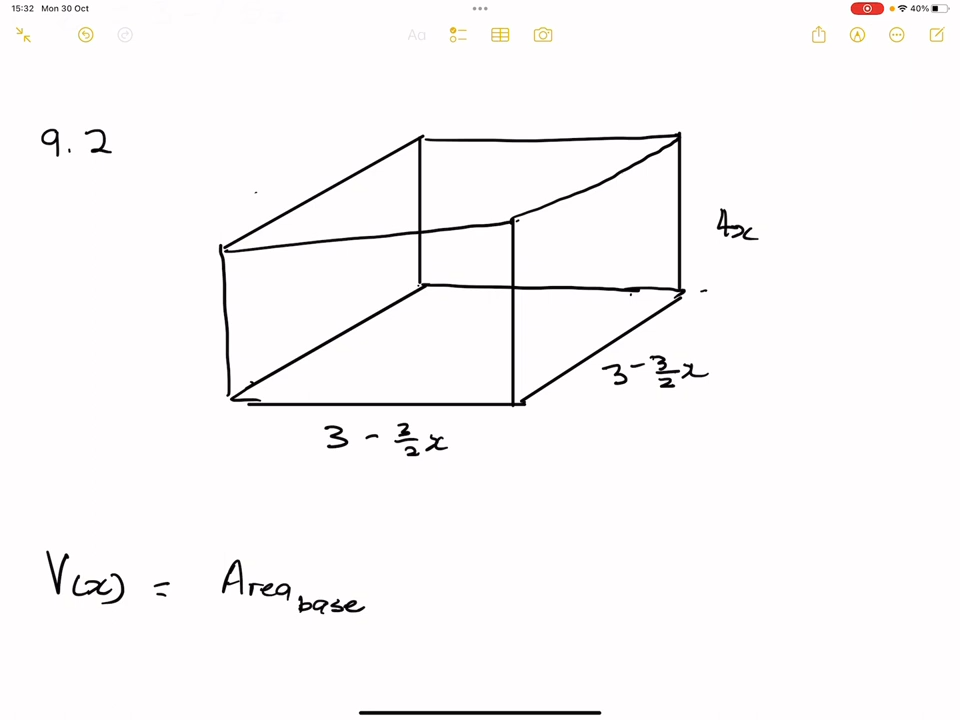 15:32 Mon 30 Oct
40%
Aa
9.2
4x
3 - 3/2 x
3 - 3/2 x
V(x) = Area base